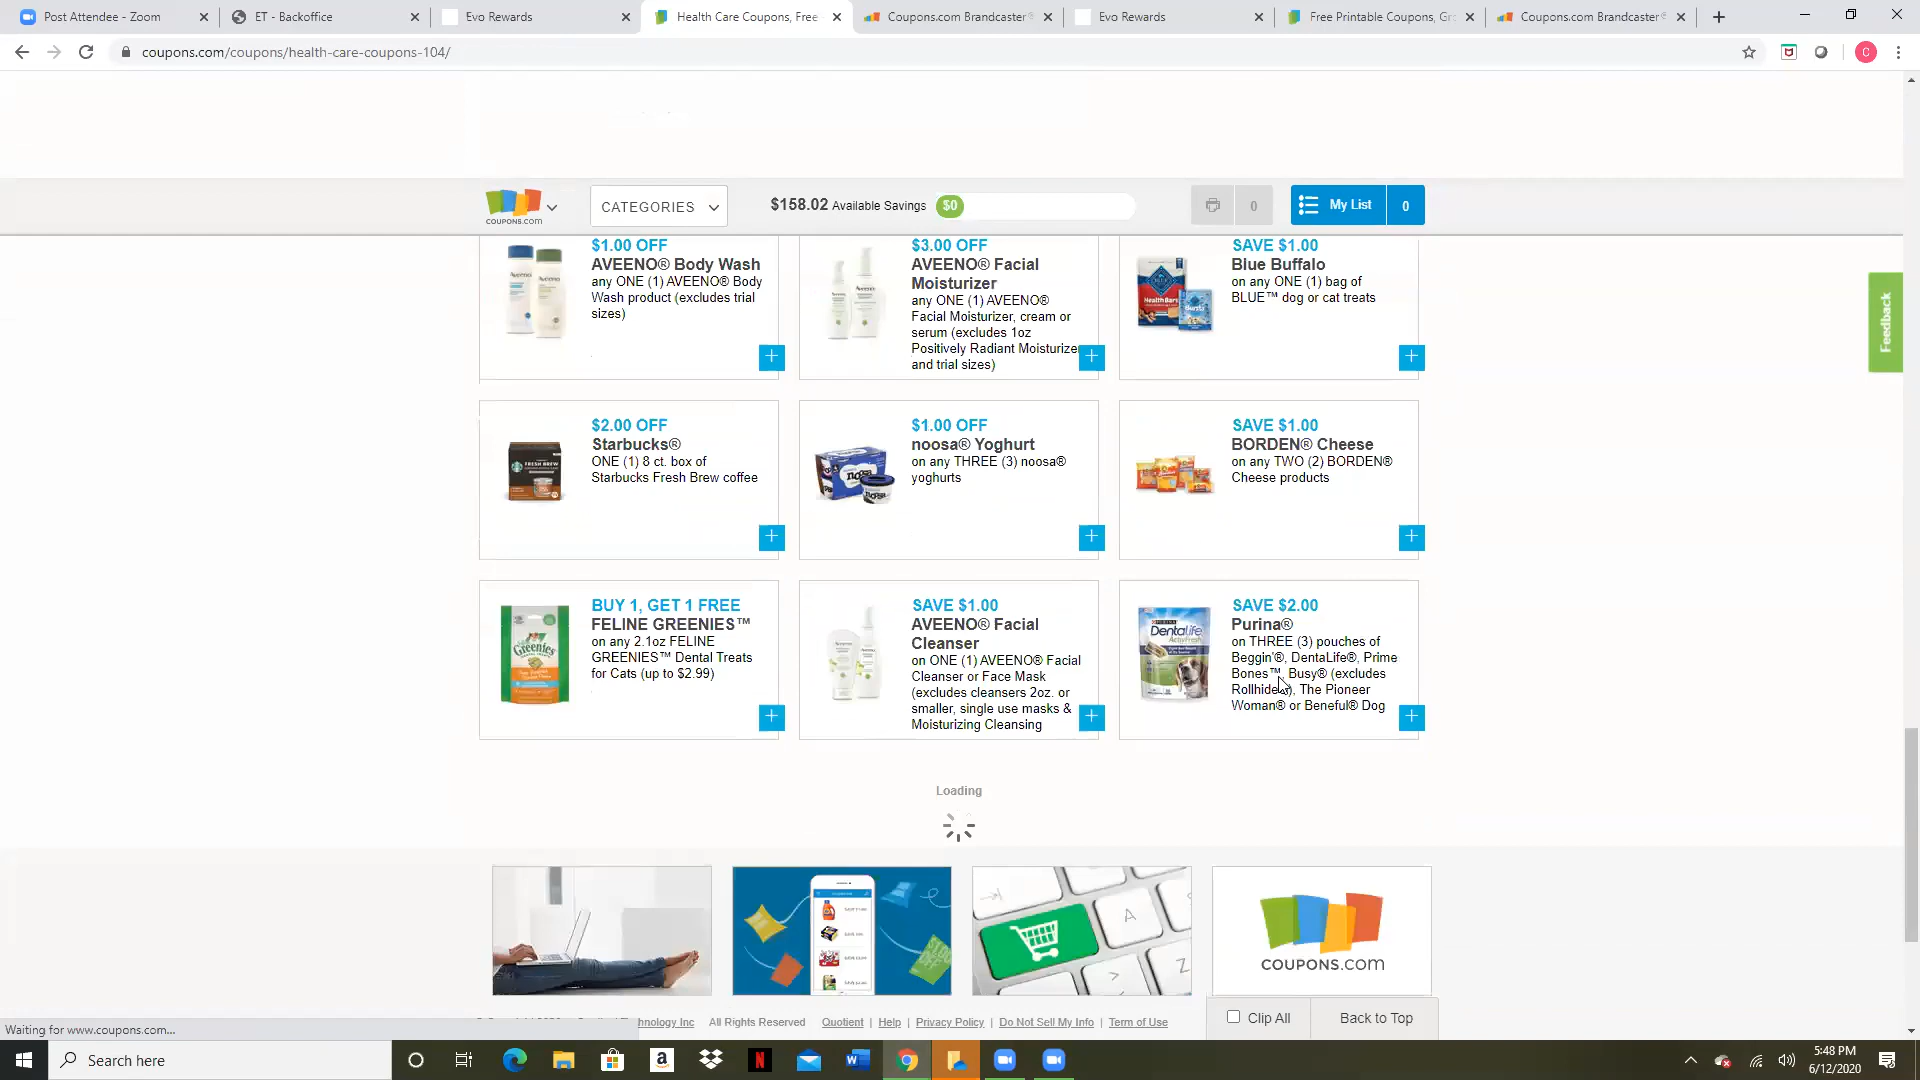 Post Attendee - Zoom
ET - Backoffice
Evo Rewards
Health Care Coupons, Free
Coupons.com Brandcaster
Evo Rewards
Free Printable Coupons, Gr
Coupons.com Brandcaster
coupons.com/coupons/health-care-coupons-104/
C
COUPONS.com
CATEGORIES
$158.02 Available Savings $0
0
My List
0
Feedback
$1.00 OFF
AVEENO® Body Wash
any ONE (1) AVEENO® Body
Wash product (excludes trial
sizes)
$3.00 OFF
AVEENO® Facial
Moisturizer
any ONE (1) AVEENO®
Facial Moisturizer, cream or
serum (excludes 1oz
Positively Radiant Moisturizer
and trial sizes)
SAVE $1.00
Blue Buffalo
on any ONE (1) bag of
BLUE™ dog or cat treats
$2.00 OFF
Starbucks®
ONE (1) 8 ct. box of
Starbucks Fresh Brew coffee
$1.00 OFF
noosa® Yoghurt
on any THREE (3) noosa®
yoghurts
SAVE $1.00
BORDEN® Cheese
on any TWO (2) BORDEN®
Cheese products
BUY 1, GET 1 FREE
FELINE GREENIES™
on any 2.1oz FELINE
GREENIES™ Dental Treats
for Cats (up to $2.99)
SAVE $1.00
AVEENO® Facial
Cleanser
on ONE (1) AVEENO® Facial
Cleanser or Face Mask
(excludes cleansers 2oz. or
smaller, single use masks &
Moisturizing Cleansing
SAVE $2.00
Purina®
on THREE (3) pouches of
Beggin'®, DentaLife®, Prime
Bones™, Busy® (excludes
Rollhides®), The Pioneer
Woman® or Beneful® Dog
Loading
COUPONS.com
hnology Inc All Rights Reserved Quotient | Help | Privacy Policy | Do Not Sell My Info | Term of Use
Clip All
Back to Top
Waiting for www.coupons.com...
Search here
5:48 PM
6/12/2020